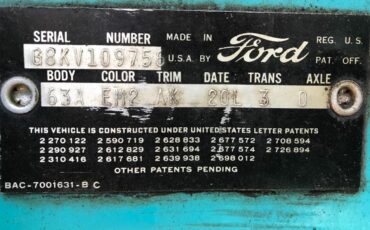 SERIAL NUMBER MADE IN Ford REG. U.S.
G8KV109756 U.S.A. BY PAT. OFF.
BODY COLOR TRIM DATE TRANS AXLE
63A EM2 AK 20L 3 0
THIS VEHICLE IS CONSTRUCTED UNDER UNITED STATES LETTER PATENTS
2 270 122 2 590 719 2 628 833 2 677 572 2 708 594
2 290 927 2 612 829 2 631 694 2 677 574 2 726 894
2 310 416 2 617 681 2 639 938 2 698 012
OTHER PATENTS PENDING
BAC-7001631-B C